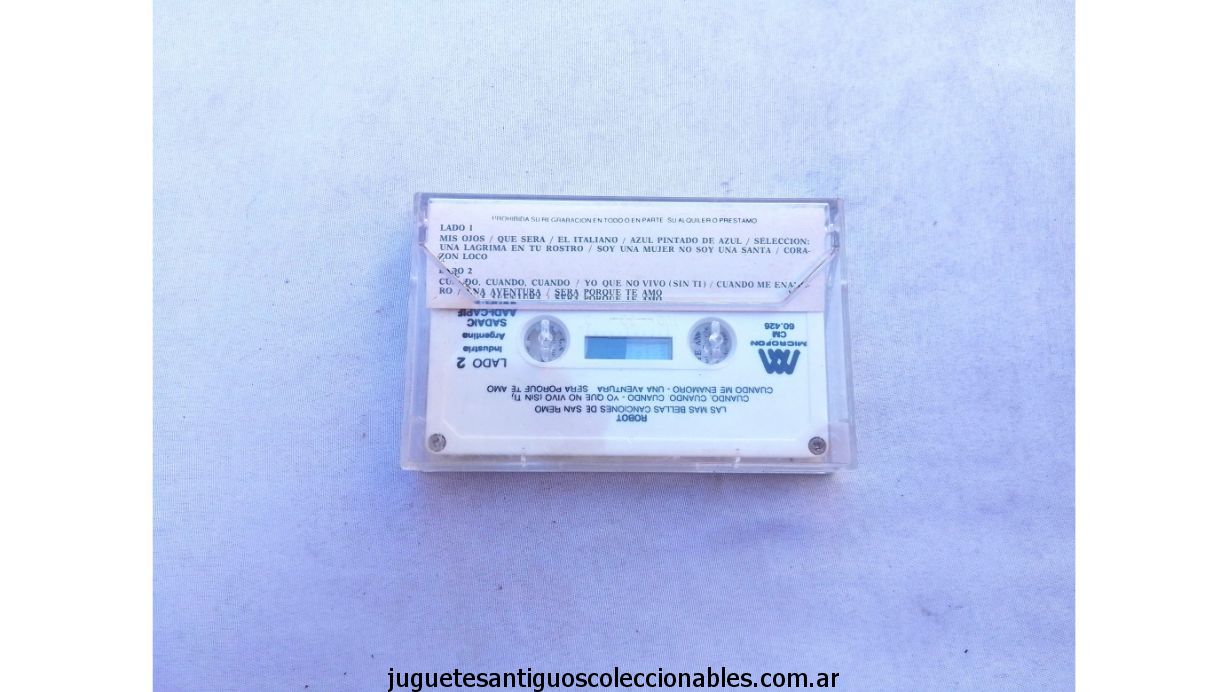 PROHIBIDA SU REGRABACION EN TODO O EN PARTE SU ALQUILER O PRESTAMO
LADO 1
MIS OJOS / QUE SERA / EL ITALIANO / AZUL PINTADO DE AZUL / SELECCION:
UNA LAGRIMA EN TU ROSTRO / SOY UNA MUJER NO SOY UNA SANTA / CORA-
ZON LOCO
LADO 2
CUANDO, CUANDO, CUANDO / YO QUE NO VIVO (SIN TI) / CUANDO ME ENAMO-
RO / UNA AVENTURA / SERA PORQUE TE AMO
ROBOT
LAS MAS BELLAS CANCIONES DE SAN REMO
CUANDO, CUANDO, CUANDO - YO QUE NO VIVO (SIN TI),
CUANDO ME ENAMORO - UNA AVENTURA SERA PORQUE TE AMO
MICROFON
CM
60.426
LADO 2
Industria
Argentina
SADAIC
AADI-CAPIF
juguetesantiguoscoleccionables.com.ar